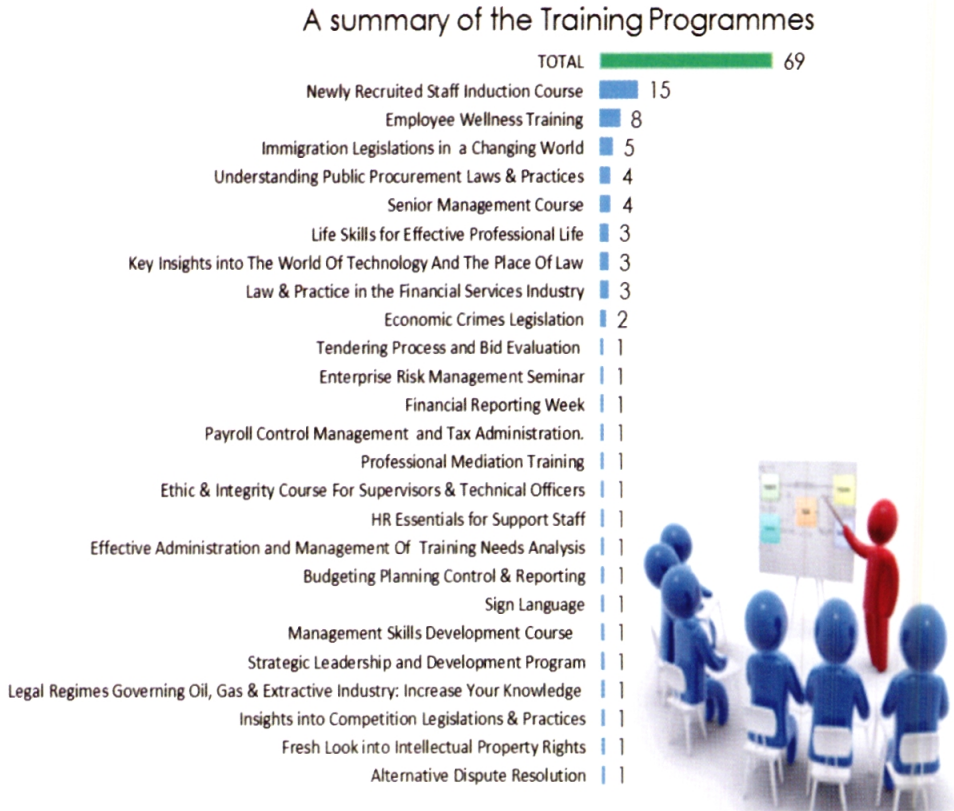 A summary of the Training Programmes
TOTAL 69
Newly Recruited Staff Induction Course 15
Employee Wellness Training 8
Immigration Legislations in a Changing World 5
Understanding Public Procurement Laws & Practices 4
Senior Management Course 4
Life Skills for Effective Professional Life 3
Key Insights into The World Of Technology And The Place Of Law 3
Law & Practice in the Financial Services Industry 3
Economic Crimes Legislation 2
Tendering Process and Bid Evaluation 1
Enterprise Risk Management Seminar 1
Financial Reporting Week 1
Payroll Control Management and Tax Administration. 1
Professional Mediation Training 1
Ethic & Integrity Course For Supervisors & Technical Officers 1
HR Essentials for Support Staff 1
Effective Administration and Management Of Training Needs Analysis 1
Budgeting Planning Control & Reporting 1
Sign Language 1
Management Skills Development Course 1
Strategic Leadership and Development Program 1
Legal Regimes Governing Oil, Gas & Extractive Industry: Increase Your Knowledge 1
Insights into Competition Legislations & Practices 1
Fresh Look into Intellectual Property Rights 1
Alternative Dispute Resolution 1